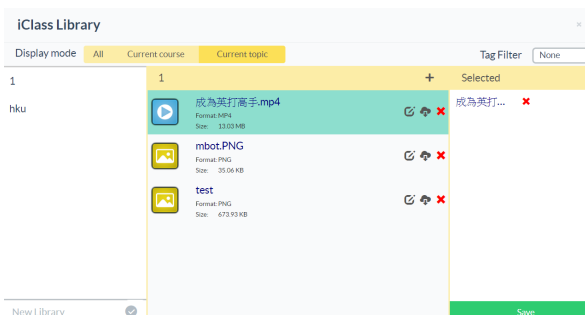 iClass Library
×
Display mode All Current course Current topic Tag Filter None
1
hku
New Library
1 +
成為英打高手.mp4
Format: MP4
Size: 13.03 MB
mbot.PNG
Format: PNG
Size: 35.06 KB
test
Format: PNG
Size: 673.93 KB
Selected
成為英打...
Save